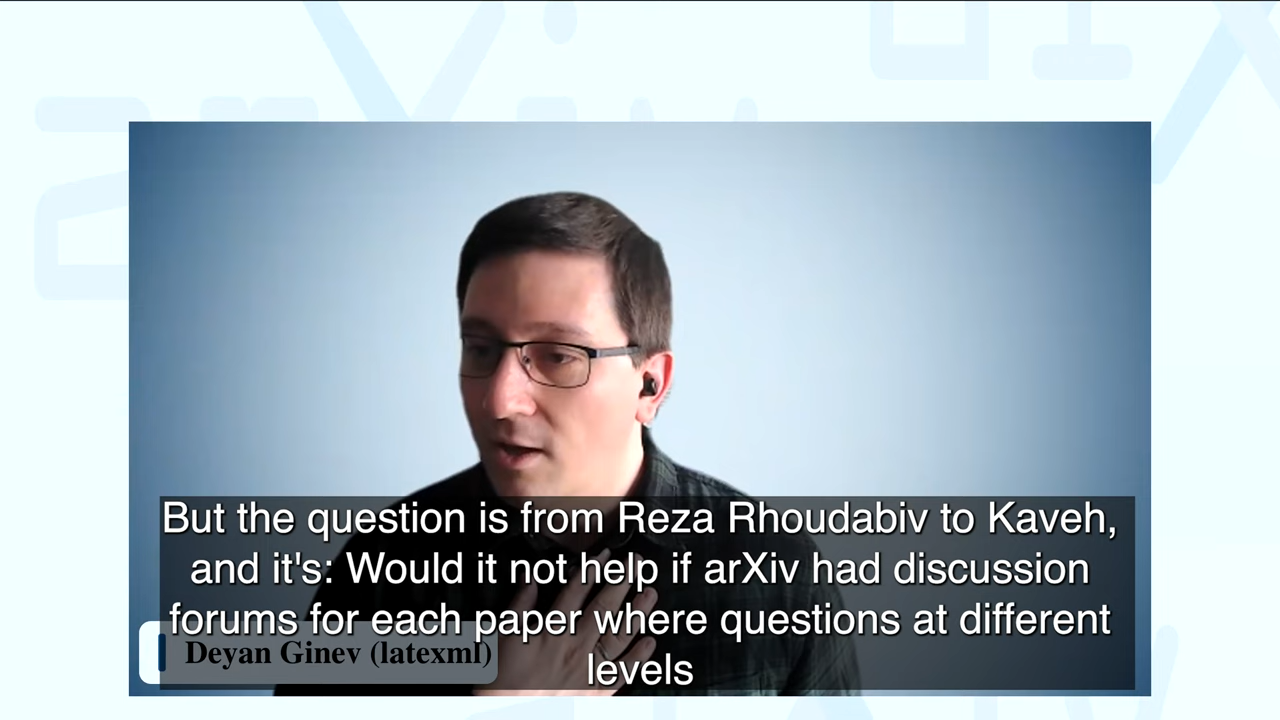 But the question is from Reza Rhoudabiv to Kaveh,
and it's: Would it not help if arXiv had discussion
forums for each paper where questions at different
levels
Deyan Ginev (latexml)